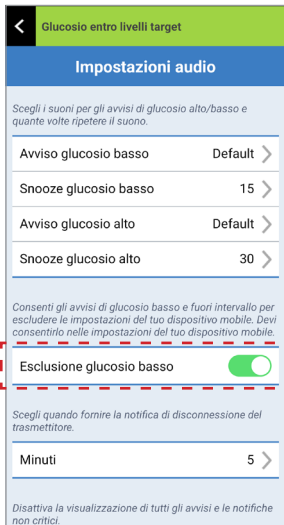 Glucosio entro livelli target
Impostazioni audio
Scegli i suoni per gli avvisi di glucosio alto/basso e
quante volte ripetere il suono.
Avviso glucosio basso Default
Snooze glucosio basso 15
Avviso glucosio alto Default
Snooze glucosio alto 30
Consenti gli avvisi di glucosio basso e fuori intervallo per
escludere le impostazioni del tuo dispositivo mobile. Devi
consentirlo nelle impostazioni del tuo dispositivo mobile.
Esclusione glucosio basso
Scegli quando fornire la notifica di disconnessione del
trasmettitore.
Minuti 5
Disattiva la visualizzazione di tutti gli avvisi e le notifiche
non critici.